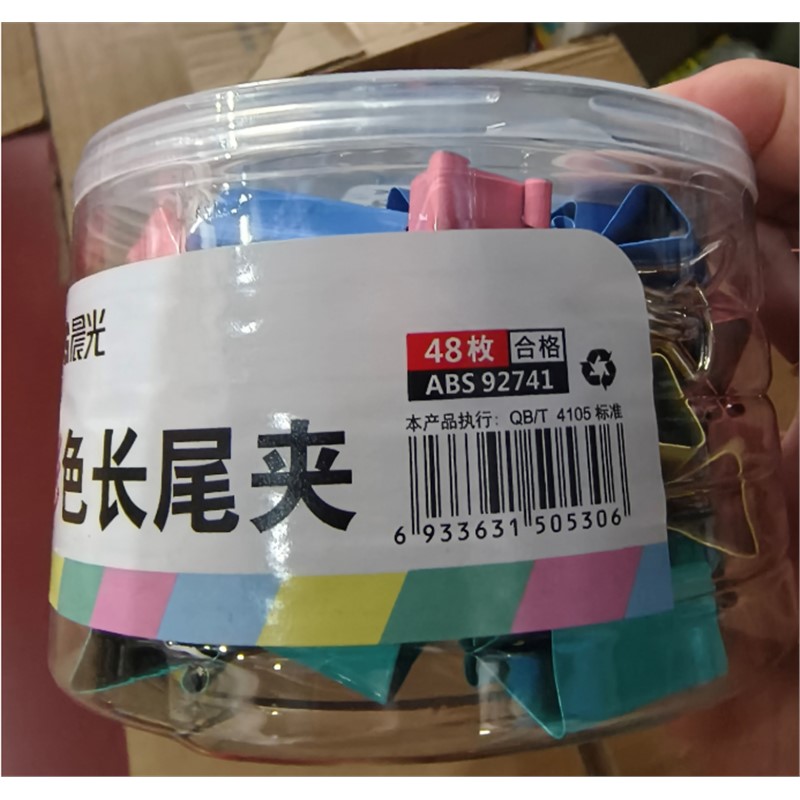 晨光
48枚 合格
ABS 92741
本产品执行：QB/T 4105 标准
色长尾夹
6 933631 505306